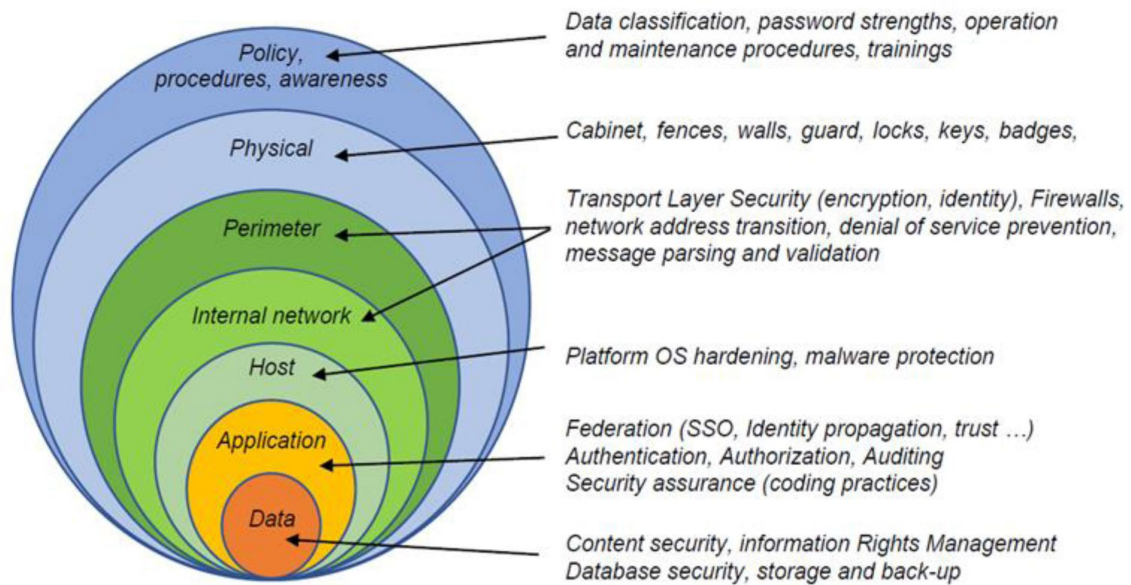 Policy,
procedures, awareness
Physical
Perimeter
Internal network
Host
Application
Data
Data classification, password strengths, operation
and maintenance procedures, trainings
Cabinet, fences, walls, guard, locks, keys, badges,
Transport Layer Security (encryption, identity), Firewalls,
network address transition, denial of service prevention,
message parsing and validation
Platform OS hardening, malware protection
Federation (SSO, Identity propagation, trust …)
Authentication, Authorization, Auditing
Security assurance (coding practices)
Content security, information Rights Management
Database security, storage and back-up